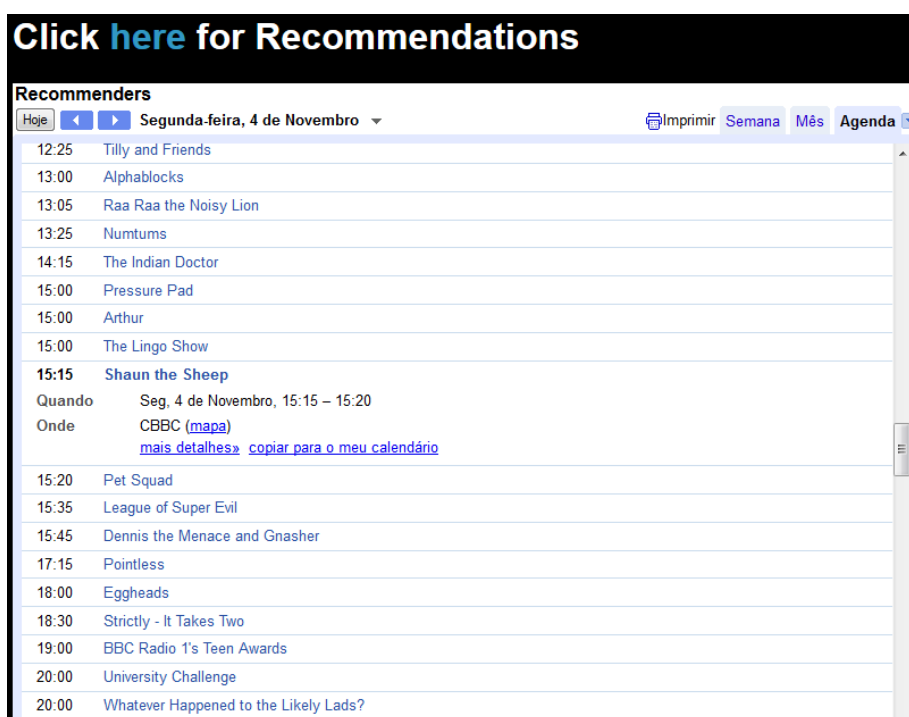 Click here for Recommendations
Recommenders
Hoje Segunda-feira, 4 de Novembro Imprimir Semana Mês Agenda
12:25 Tilly and Friends
13:00 Alphablocks
13:05 Raa Raa the Noisy Lion
13:25 Numtums
14:15 The Indian Doctor
15:00 Pressure Pad
15:00 Arthur
15:00 The Lingo Show
15:15 Shaun the Sheep
Quando Seg, 4 de Novembro, 15:15 – 15:20
Onde CBBC (mapa)
mais detalhes» copiar para o meu calendário
15:20 Pet Squad
15:35 League of Super Evil
15:45 Dennis the Menace and Gnasher
17:15 Pointless
18:00 Eggheads
18:30 Strictly - It Takes Two
19:00 BBC Radio 1's Teen Awards
20:00 University Challenge
20:00 Whatever Happened to the Likely Lads?